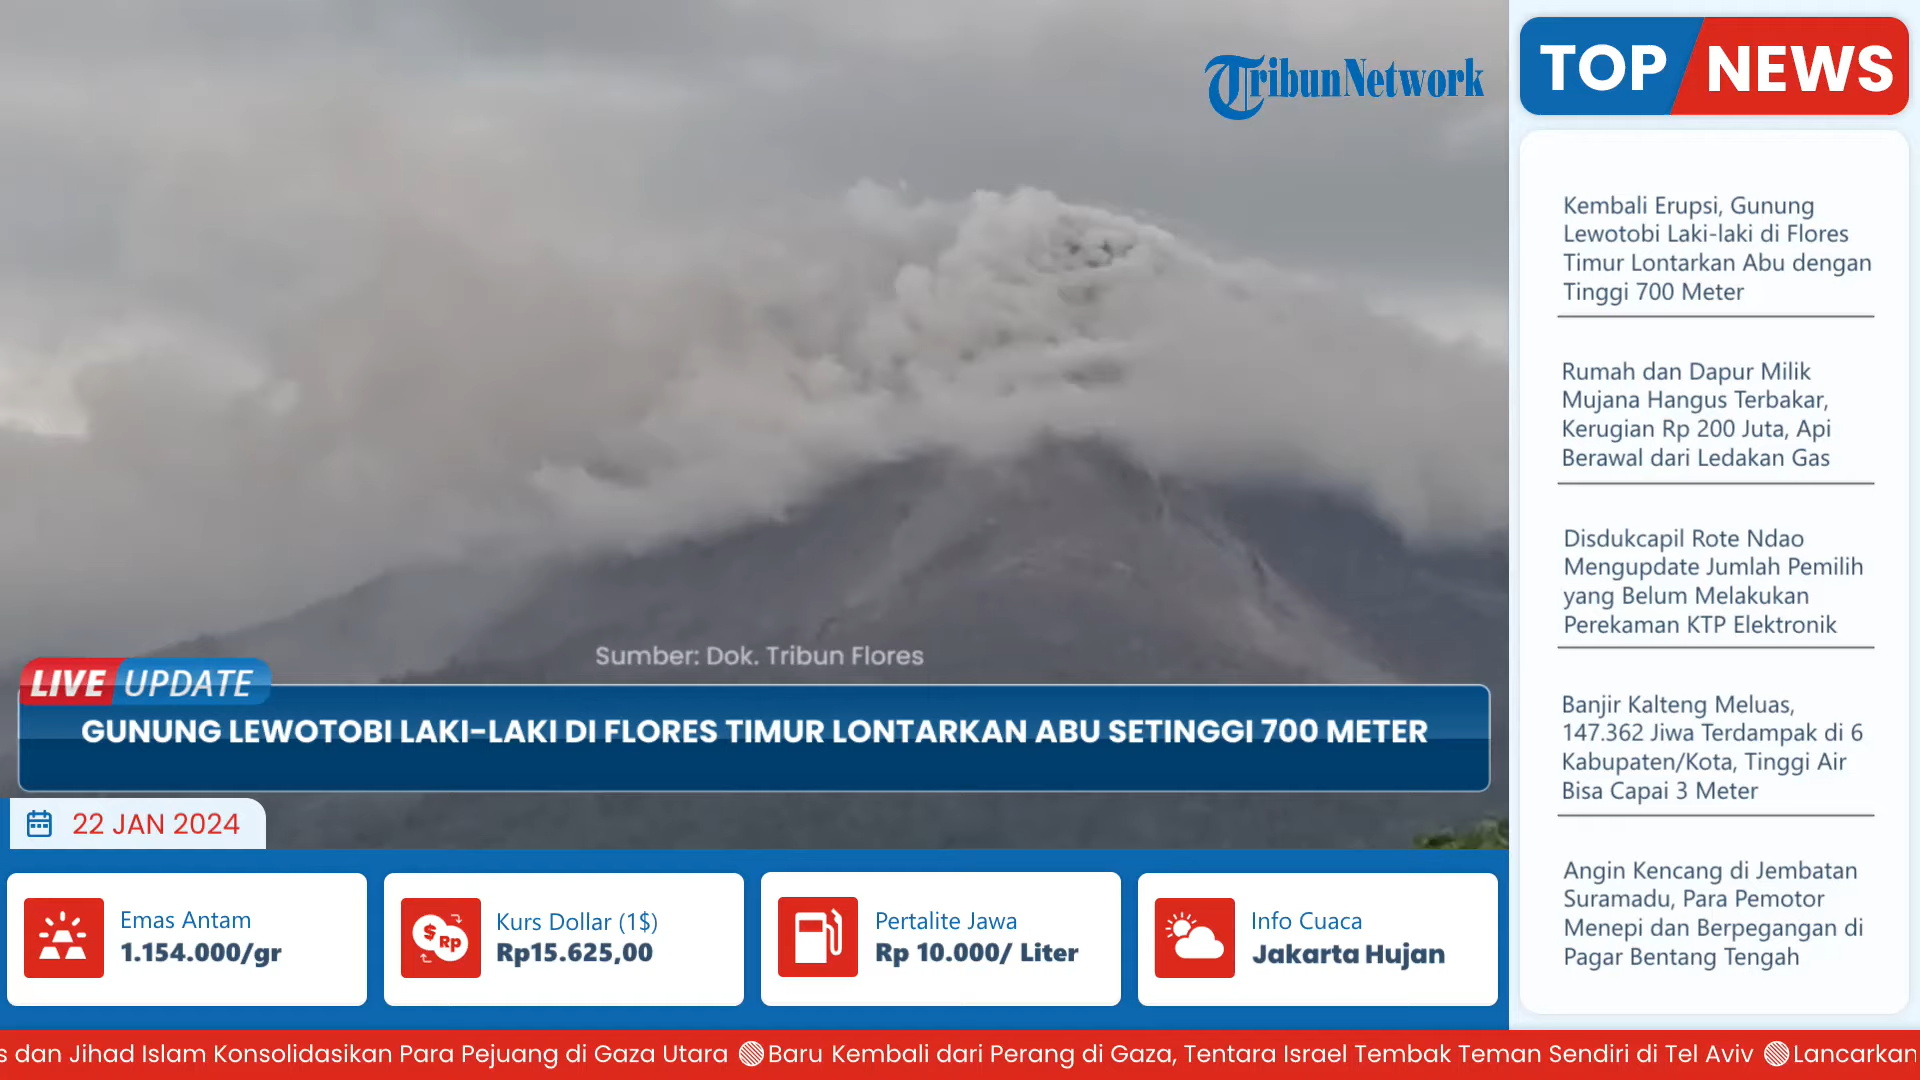 TribunNetwork
TOP NEWS
Kembali Erupsi, Gunung
Lewotobi Laki-laki di Flores
Timur Lontarkan Abu dengan
Tinggi 700 Meter
Rumah dan Dapur Milik
Mujana Hangus Terbakar,
Kerugian Rp 200 Juta, Api
Berawal dari Ledakan Gas
Disdukcapil Rote Ndao
Mengupdate Jumlah Pemilih
yang Belum Melakukan
Perekaman KTP Elektronik
Banjir Kalteng Meluas,
147.362 Jiwa Terdampak di 6
Kabupaten/Kota, Tinggi Air
Bisa Capai 3 Meter
Angin Kencang di Jembatan
Suramadu, Para Pemotor
Menepi dan Berpegangan di
Pagar Bentang Tengah
Sumber: Dok. Tribun Flores
LIVE UPDATE
GUNUNG LEWOTOBI LAKI-LAKI DI FLORES TIMUR LONTARKAN ABU SETINGGI 700 METER
22 JAN 2024
Emas Antam
1.154.000/gr
$ Rp
Kurs Dollar (1$)
Rp15.625,00
Pertalite Jawa
Rp 10.000/ Liter
Info Cuaca
Jakarta Hujan
s dan Jihad Islam Konsolidasikan Para Pejuang di Gaza Utara Baru Kembali dari Perang di Gaza, Tentara Israel Tembak Teman Sendiri di Tel Aviv Lancarkan